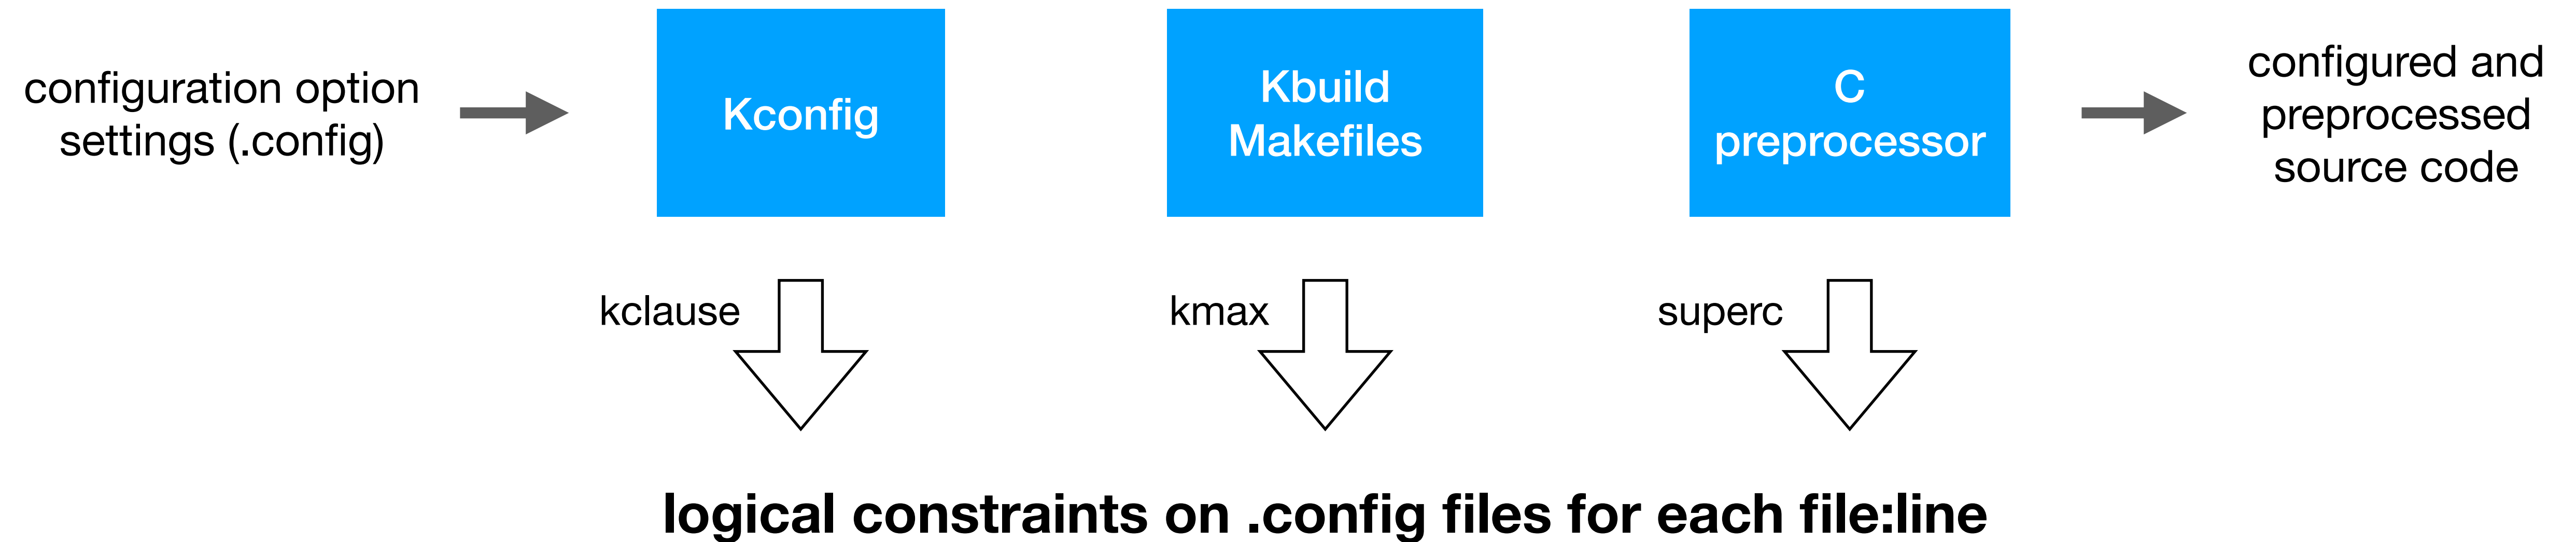 configuration option
settings (.config)
Kconfig
Kbuild
Makefiles
C
preprocessor
configured and
preprocessed
source code
kclause
kmax
superc
logical constraints on .config files for each file:line